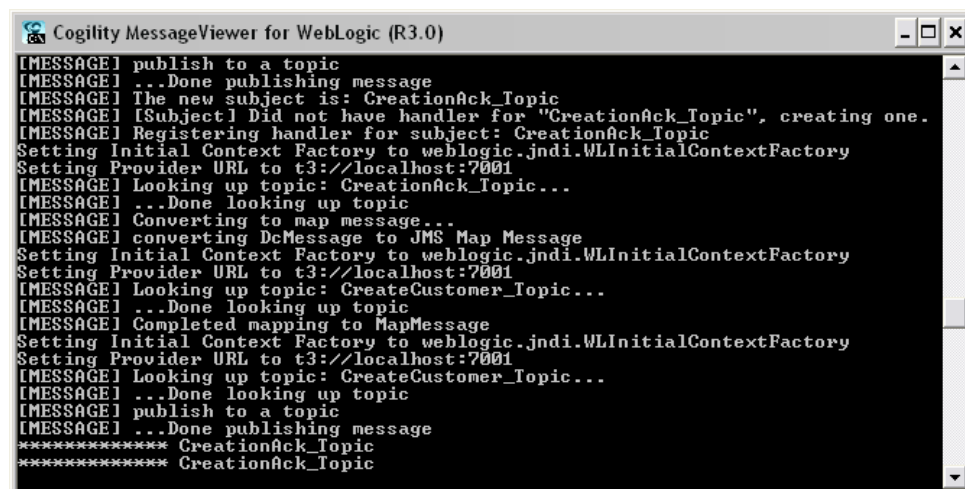 Cogility MessageViewer for WebLogic (R3.0)
[MESSAGE] publish to a topic
[MESSAGE] ...Done publishing message
[MESSAGE] The new subject is: CreationAck_Topic
[MESSAGE] [Subject] Did not have handler for "CreationAck_Topic", creating one.
[MESSAGE] Registering handler for subject: CreationAck_Topic
Setting Initial Context Factory to weblogic.jndi.WLInitialContextFactory
Setting Provider URL to t3://localhost:7001
[MESSAGE] Looking up topic: CreationAck_Topic...
[MESSAGE] ...Done looking up topic
[MESSAGE] Converting to map message...
[MESSAGE] converting DcMessage to JMS Map Message
Setting Initial Context Factory to weblogic.jndi.WLInitialContextFactory
Setting Provider URL to t3://localhost:7001
[MESSAGE] Looking up topic: CreateCustomer_Topic...
[MESSAGE] ...Done looking up topic
[MESSAGE] Completed mapping to MapMessage
Setting Initial Context Factory to weblogic.jndi.WLInitialContextFactory
Setting Provider URL to t3://localhost:7001
[MESSAGE] Looking up topic: CreateCustomer_Topic...
[MESSAGE] ...Done looking up topic
[MESSAGE] publish to a topic
[MESSAGE] ...Done publishing message
************* CreationAck_Topic
************* CreationAck_Topic